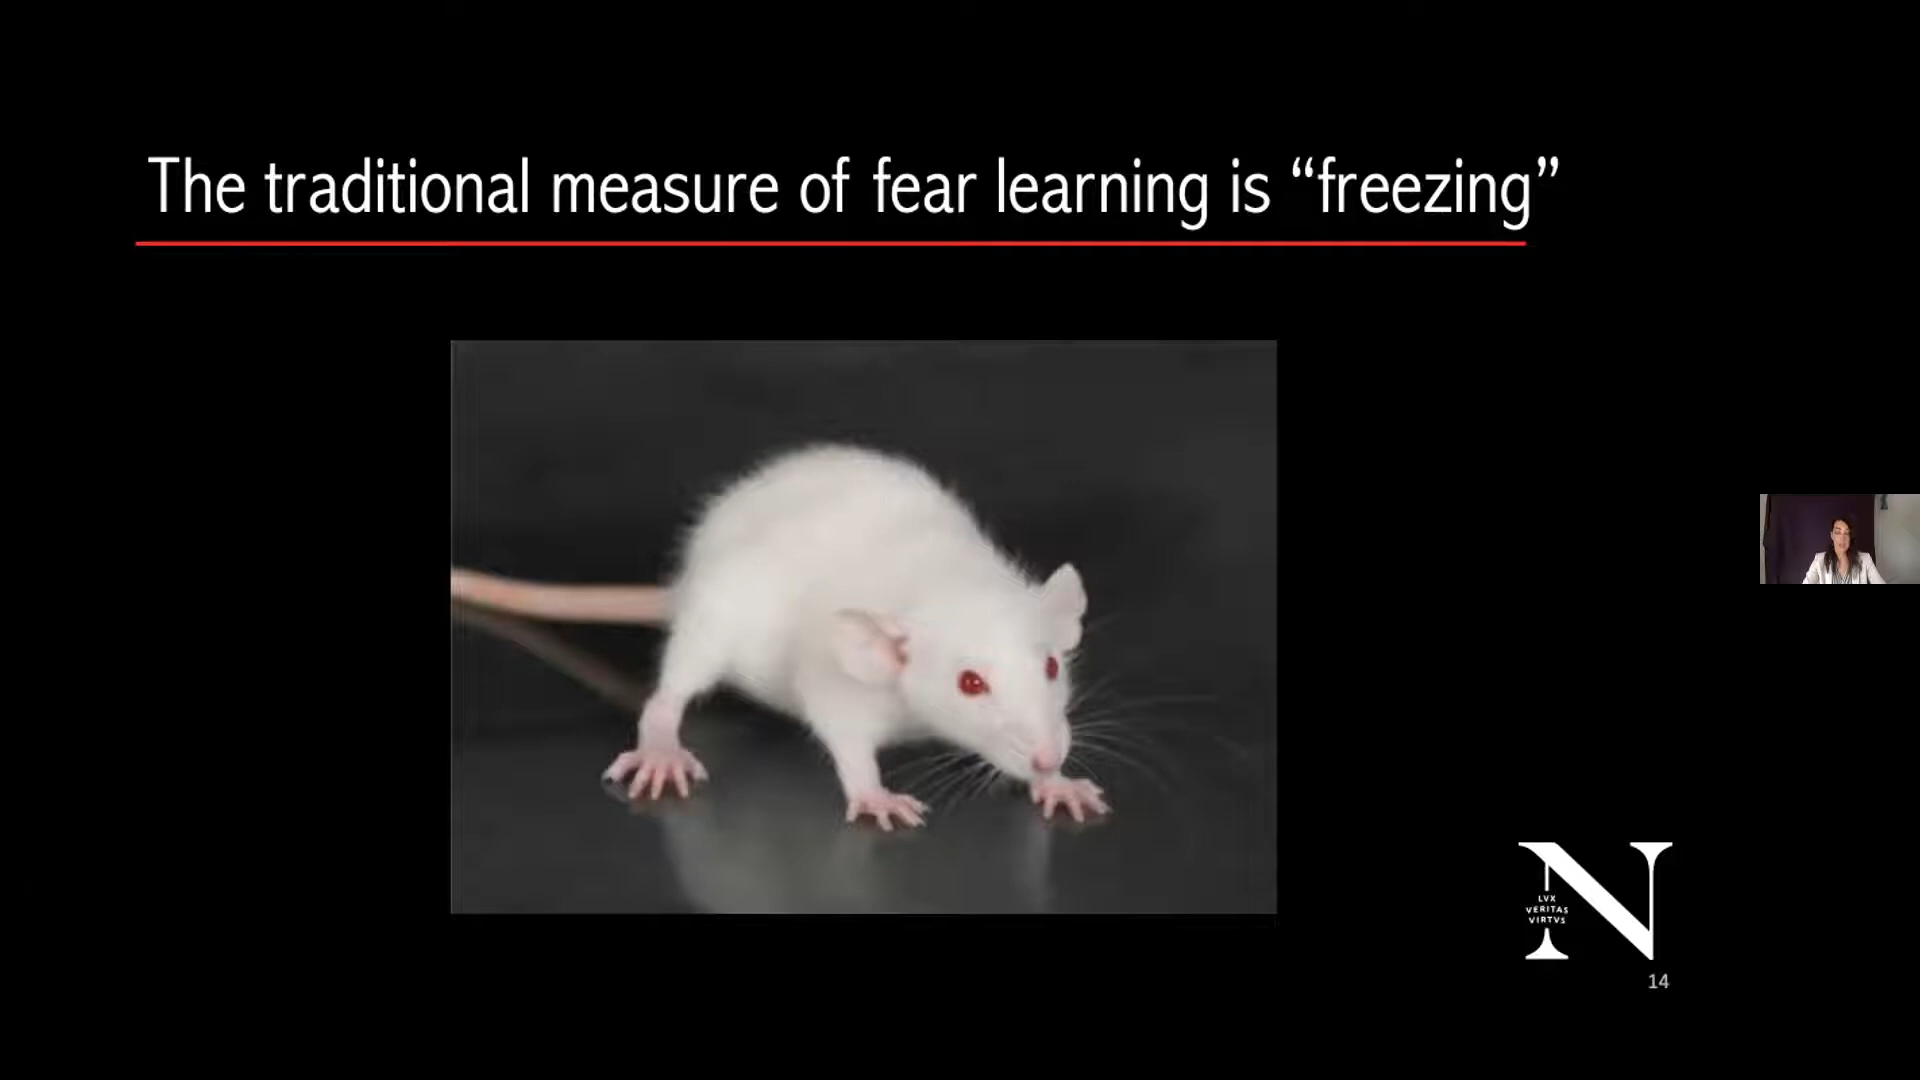 The traditional measure of fear learning is “freezing”
LVX
VERITAS
VIRTVS
N
14